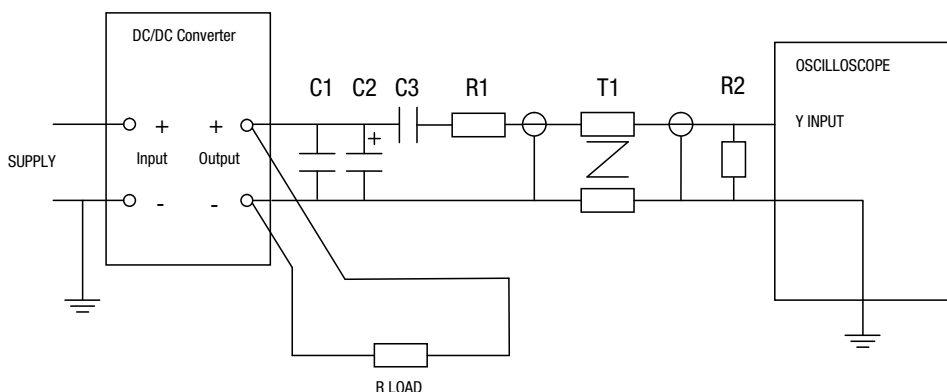 DC/DC Converter
OSCILLOSCOPE
C1 C2 C3 R1 T1 R2
+ + + Y INPUT
SUPPLY Input Output
- -
R LOAD